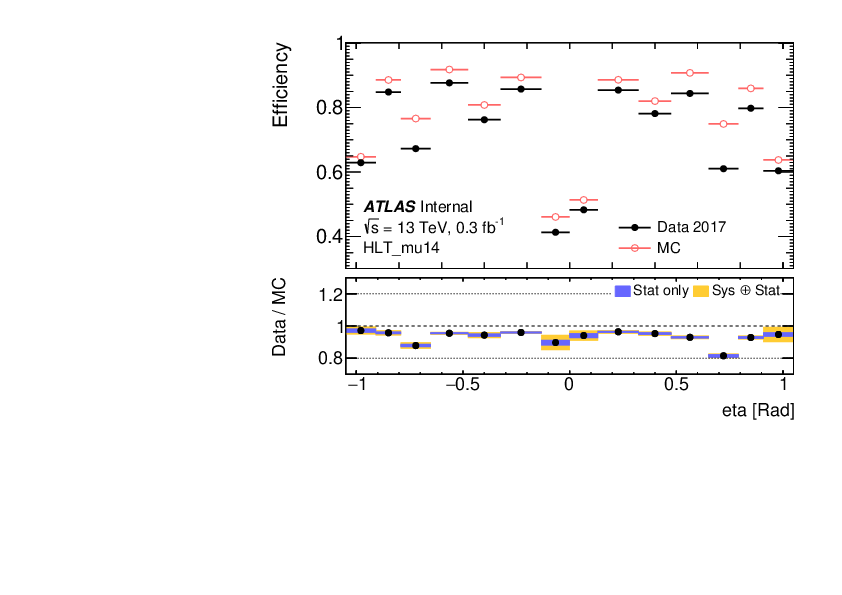 Efficiency
1
0.8
0.6
0.4
ATLAS Internal
√s = 13 TeV, 0.3 fb⁻¹
HLT_mu14
Data 2017
MC
Data / MC
1.2
1
0.8
Stat only
Sys ⊕ Stat
−1
−0.5
0
0.5
1
eta [Rad]